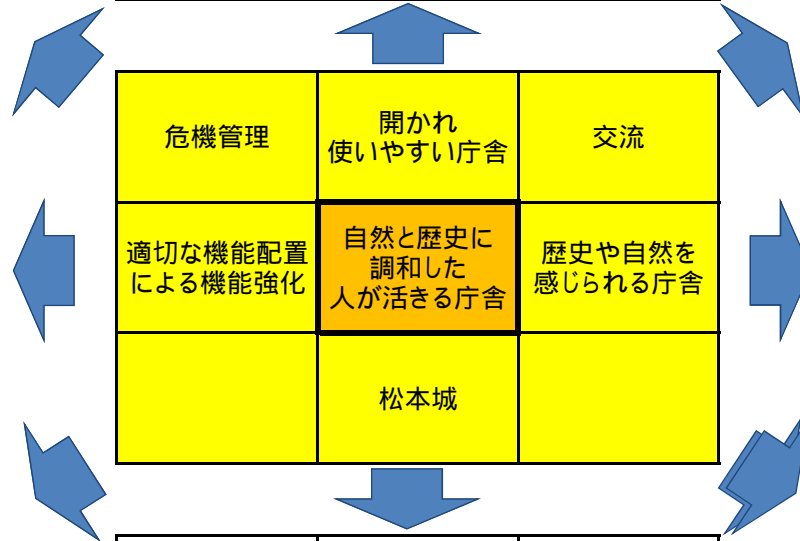 危機管理
開かれ
使いやすい庁舎
交流
適切な機能配置
による機能強化
自然と歴史に
調和した
人が活きる庁舎
歴史や自然を
感じられる庁舎
松本城